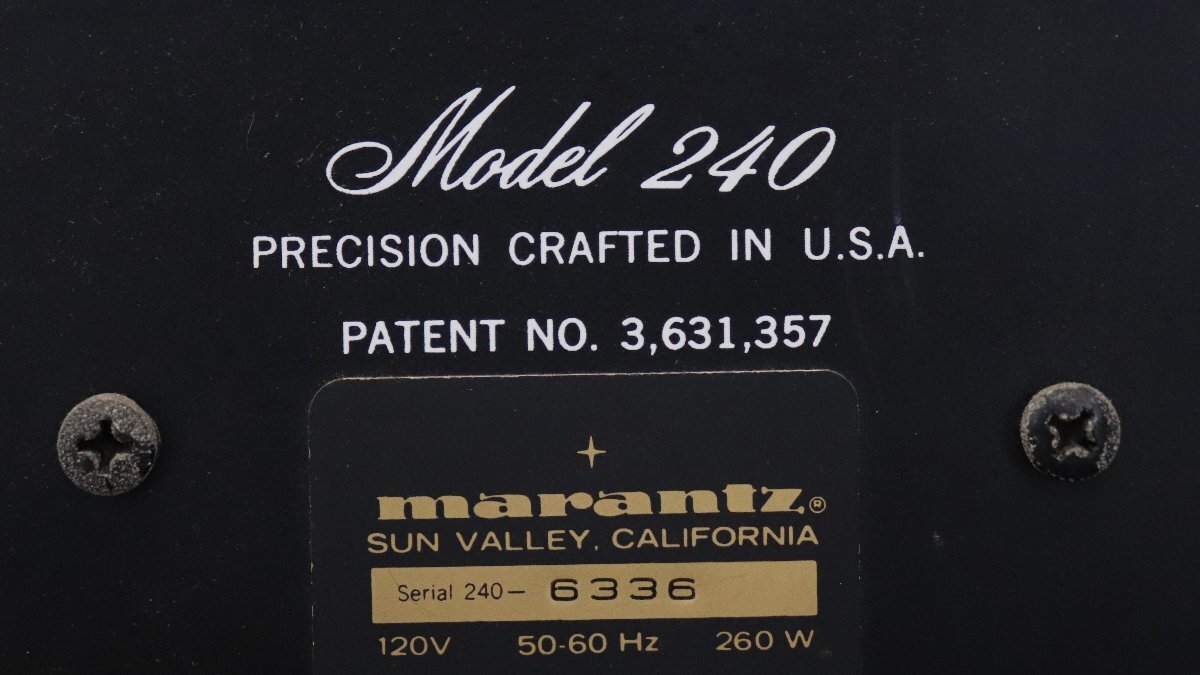 Model 240
PRECISION CRAFTED IN U.S.A.
PATENT NO. 3,631,357
marantz®
SUN VALLEY, CALIFORNIA
Serial 240– 6336
120V 50-60 Hz 260 W